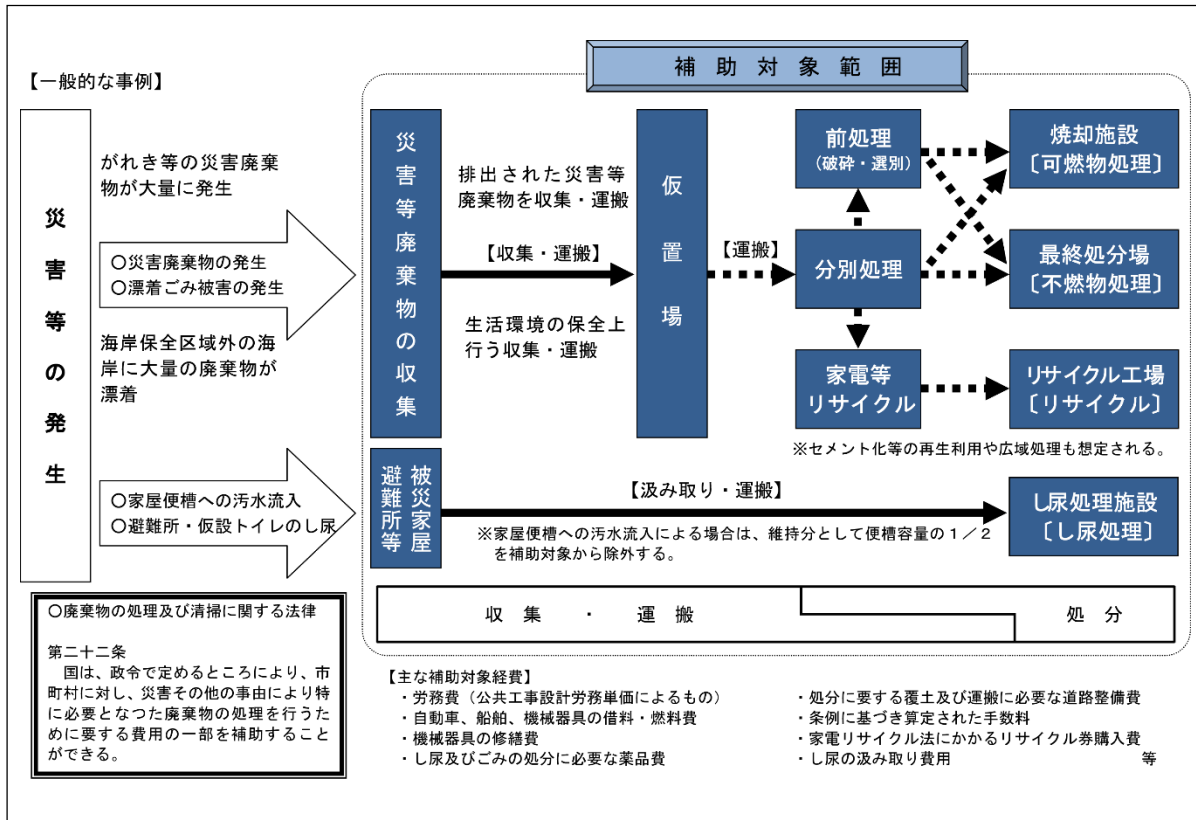 補助対象範囲
【一般的な事例】
災害等の発生
がれき等の災害廃棄
物が大量に発生
〇災害廃棄物の発生
〇漂着ごみ被害の発生
海岸保全区域外の海
岸に大量の廃棄物が
漂着
〇家屋便槽への汚水流入
〇避難所・仮設トイレのし尿
災害等廃棄物の収集
排出された災害等
廃棄物を収集・運搬
【収集・運搬】
生活環境の保全上
行う収集・運搬
仮置場
【運搬】
前処理
（破砕・選別）
分別処理
家電等
リサイクル
焼却施設
〔可燃物処理〕
最終処分場
〔不燃物処理〕
リサイクル工場
〔リサイクル〕
※セメント化等の再生利用や広域処理も想定される。
被災家屋
避難所等
【汲み取り・運搬】
※家屋便槽への汚水流入による場合は、維持分として便槽容量の１／２
を補助対象から除外する。
し尿処理施設
〔し尿処理〕
収集・運搬
処分
〇廃棄物の処理及び清掃に関する法律
第二十二条
　国は、政令で定めるところにより、市
町村に対し、災害その他の事由により特
に必要となつた廃棄物の処理を行うた
めに要する費用の一部を補助すること
ができる。
【主な補助対象経費】
・労務費（公共工事設計労務単価によるもの）
・自動車、船舶、機械器具の借料・燃料費
・機械器具の修繕費
・し尿及びごみの処分に必要な薬品費
・処分に要する覆土及び運搬に必要な道路整備費
・条例に基づき算定された手数料
・家電リサイクル法にかかるリサイクル券購入費
・し尿の汲み取り費用　等